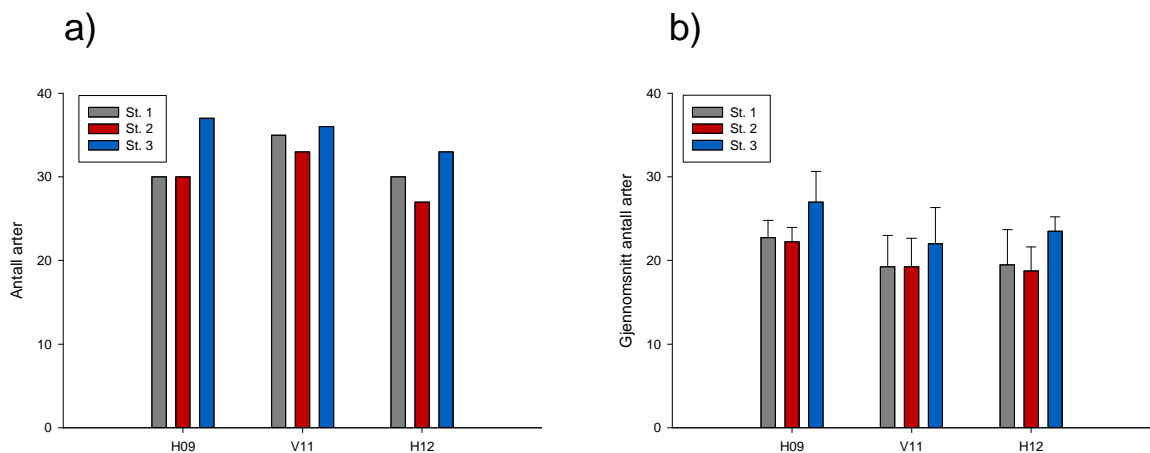 a)
Antall arter
40
30
20
10
0
St. 1
St. 2
St. 3
H09
V11
H12
b)
Gjennomsnitt antall arter
40
30
20
10
0
St. 1
St. 2
St. 3
H09
V11
H12